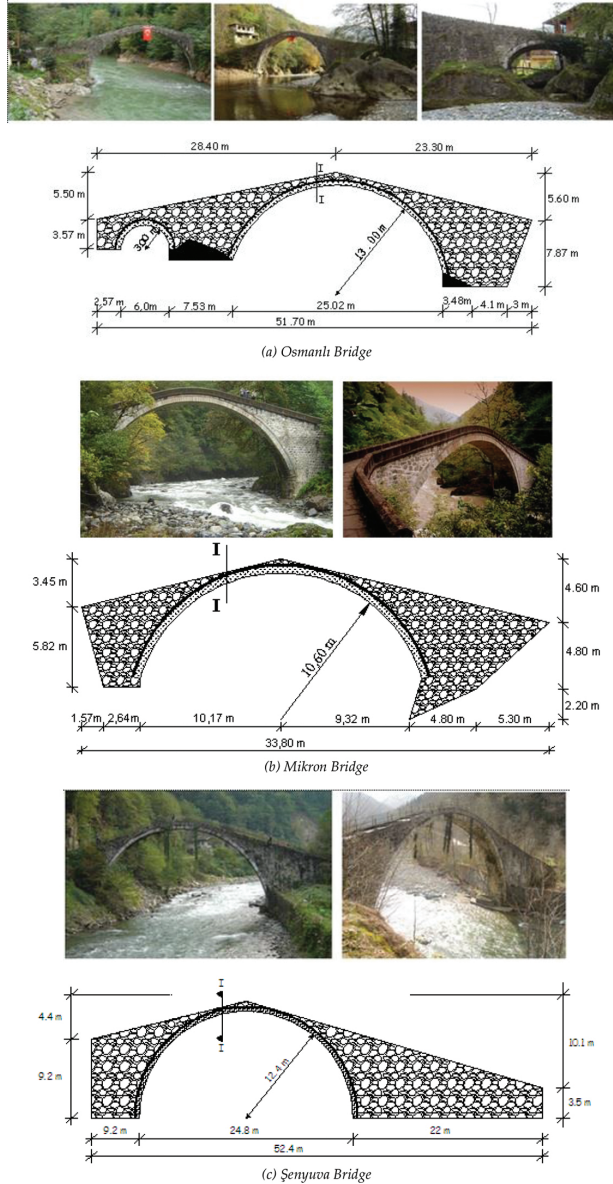 28.40 m 23.30 m
I
5.50 m 5.60 m
I
3.57 m 3.00 13.00 m 7.87 m
2,57 m 6,0m 7.53 m 25.02 m 3.48m 4.1 m 3 m
51.70 m
(a) Osmanlı Bridge
I
3.45 m 4.60 m
I
5.82 m 10,60 m 4.80 m
2.20 m
1.57m 2,64m 10,17 m 9,32 m 4.80 m 5.30 m
33,80 m
(b) Mikron Bridge
I
4.4 m 10.1 m
I
9.2 m 12.4 m 3.5 m
9.2 m 24.8 m 22 m
52.4 m
(c) Şenyuva Bridge